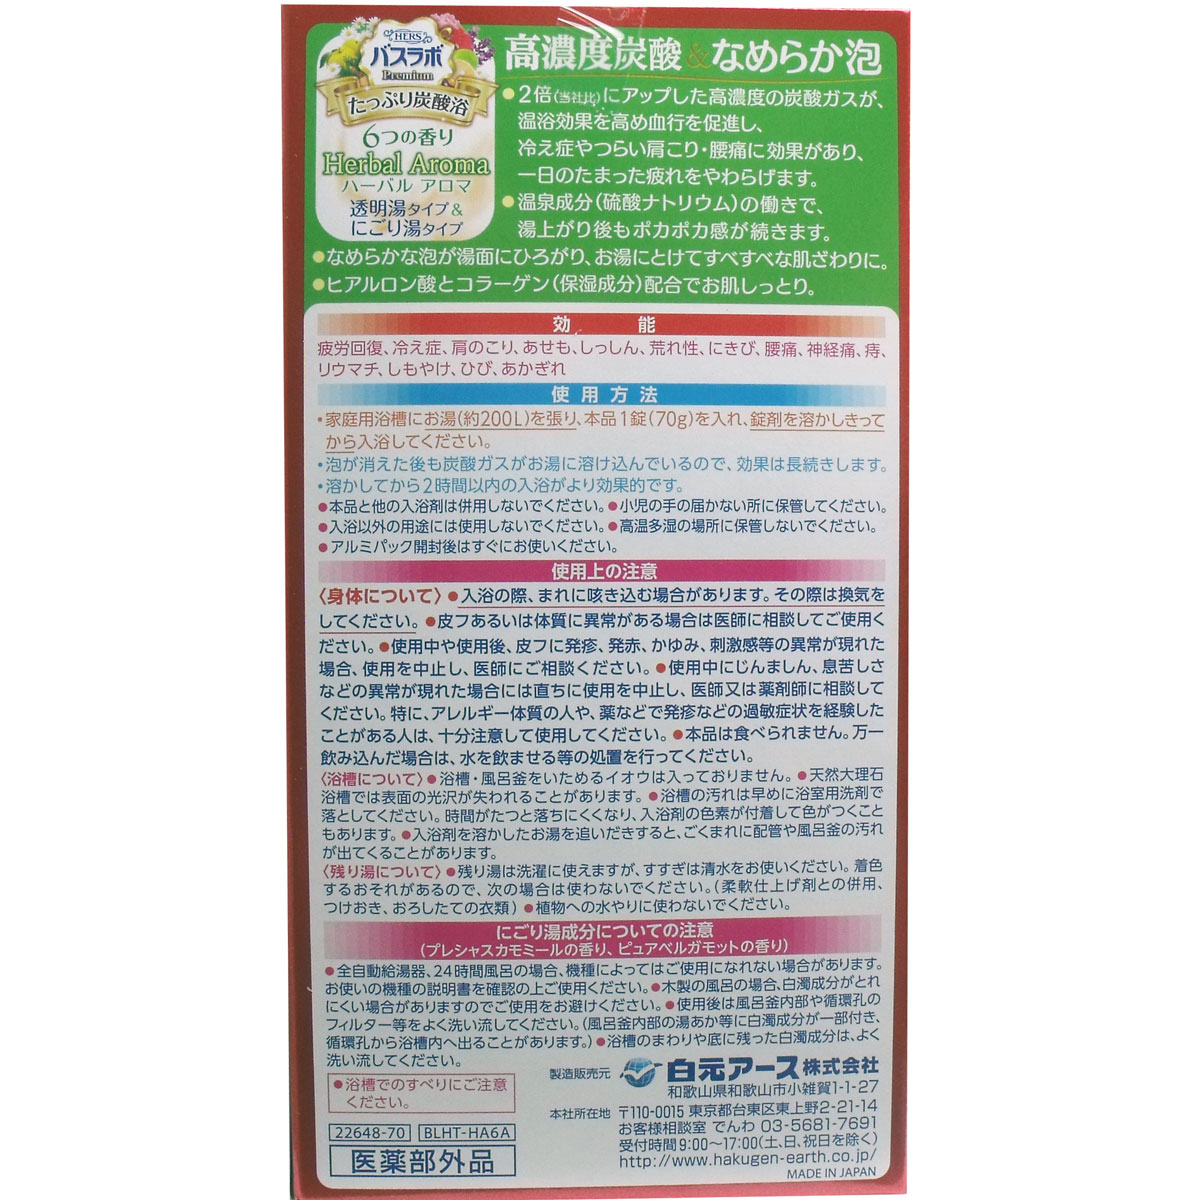 HERS
バスラボ
Premium
たっぷり炭酸浴
6つの香り
Herbal Aroma
ハーバル アロマ
透明湯タイプ&
にごり湯タイプ
高濃度炭酸&なめらか泡
●2倍(当社比)にアップした高濃度の炭酸ガスが、
温浴効果を高め血行を促進し、
冷え症やつらい肩こり・腰痛に効果があり、
一日のたまった疲れをやわらげます。
●温泉成分(硫酸ナトリウム)の働きで、
湯上がり後もポカポカ感が続きます。
●なめらかな泡が湯面にひろがり、お湯にとけてすべすべな肌ざわりに。
●ヒアルロン酸とコラーゲン(保湿成分)配合でお肌しっとり。
効 能
疲労回復、冷え症、肩のこり、あせも、しっしん、荒れ性、にきび、腰痛、神経痛、痔、
リウマチ、しもやけ、ひび、あかぎれ
使用方法
・家庭用浴槽にお湯(約200L)を張り、本品1錠(70g)を入れ、錠剤を溶かしきって
から入浴してください。
・泡が消えた後も炭酸ガスがお湯に溶け込んでいるので、効果は長続きします。
・溶かしてから2時間以内の入浴がより効果的です。
●本品と他の入浴剤は併用しないでください。●小児の手の届かない所に保管してください。
●入浴以外の用途には使用しないでください。●高温多湿の場所に保管しないでください。
●アルミパック開封後はすぐにお使いください。
使用上の注意
〈身体について〉●入浴の際、まれに咳き込む場合があります。その際は換気を
してください。●皮フあるいは体質に異常がある場合は医師に相談してご使用く
ださい。●使用中や使用後、皮フに発疹、発赤、かゆみ、刺激感等の異常が現れた
場合、使用を中止し、医師にご相談ください。●使用中にじんましん、息苦しさ
などの異常が現れた場合には直ちに使用を中止し、医師又は薬剤師に相談して
ください。特に、アレルギー体質の人や、薬などで発疹などの過敏症状を経験した
ことがある人は、十分注意して使用してください。●本品は食べられません。万一
飲み込んだ場合は、水を飲ませる等の処置を行ってください。
〈浴槽について〉●浴槽・風呂釜をいためるイオウは入っておりません。●天然大理石
浴槽では表面の光沢が失われることがあります。●浴槽の汚れは早めに浴室用洗剤で
落としてください。時間がたつと落ちにくくなり、入浴剤の色素が付着して色がつくこと
もあります。●入浴剤を溶かしたお湯を追いだきすると、ごくまれに配管や風呂釜の汚れ
が出てくることがあります。
〈残り湯について〉●残り湯は洗濯に使えますが、すすぎは清水をお使いください。着色
するおそれがあるので、次の場合は使わないでください。(柔軟仕上げ剤との併用、
つけおき、おろしたての衣類)●植物への水やりに使わないでください。
にごり湯成分についての注意
(プレシャスカモミールの香り、ピュアベルガモットの香り)
●全自動給湯器、24時間風呂の場合、機種によってはご使用になれない場合があります。
お使いの機種の説明書を確認の上ご使用ください。●木製の風呂の場合、白濁成分がとれ
にくい場合がありますのでご使用をお避けください。●使用後は風呂釜内部や循環孔の
フィルター等をよく洗い流してください。(風呂釜内部の湯あか等に白濁成分が一部付き、
循環孔から浴槽内へ出ることがあります。)●浴槽のまわりや底に残った白濁成分は、よく
洗い流してください。
●浴槽でのすべりにご注意
ください。
22648-70 BLHT-HA6A
医薬部外品
製造販売元 白元アース株式会社
和歌山県和歌山市小雑賀1-1-27
本社所在地 〒110-0015 東京都台東区東上野2-21-14
お客様相談室 でんわ 03-5681-7691
受付時間 9:00〜17:00(土、日、祝日を除く)
http://www.hakugen-earth.co.jp/
MADE IN JAPAN